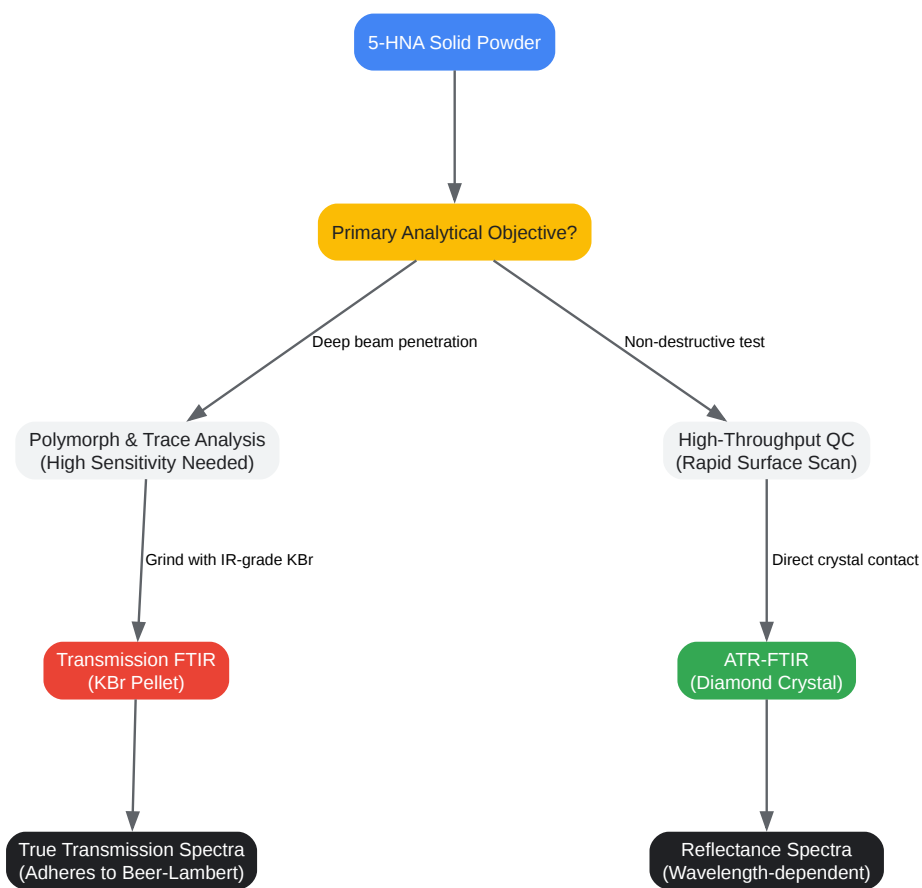 5-HNA Solid Powder
Primary Analytical Objective?
Deep beam penetration
Non-destructive test
Polymorph & Trace Analysis
(High Sensitivity Needed)
High-Throughput QC
(Rapid Surface Scan)
Grind with IR-grade KBr
Direct crystal contact
Transmission FTIR
(KBr Pellet)
ATR-FTIR
(Diamond Crystal)
True Transmission Spectra
(Adheres to Beer-Lambert)
Reflectance Spectra
(Wavelength-dependent)